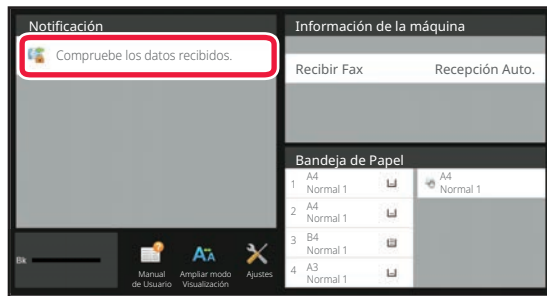 Notificación
Compruebe los datos recibidos.
Información de la máquina
Recibir Fax Recepción Auto.
Bandeja de Papel
1 A4
Normal 1
2 A4
Normal 1
3 B4
Normal 1
4 A3
Normal 1
A4
Normal 1
Bk
Manual
de Usuario
Ampliar modo
Visualización
Ajustes